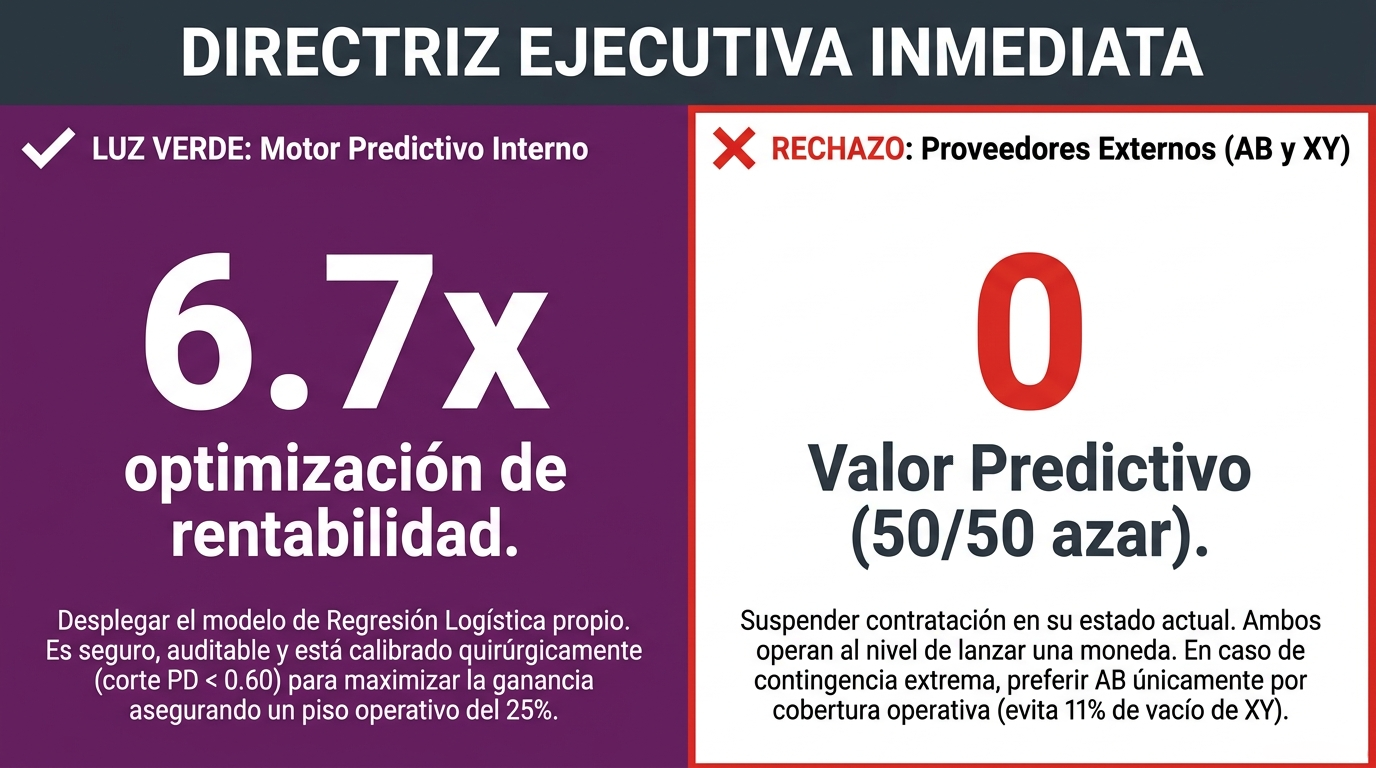 DIRECTRIZ EJECUTIVA INMEDIATA
LUZ VERDE: Motor Predictivo Interno
6.7x
optimización de
rentabilidad.
Desplegar el modelo de Regresión Logística propio.
Es seguro, auditable y está calibrado quirúrgicamente
(corte PD < 0.60) para maximizar la ganancia
asegurando un piso operativo del 25%.
RECHAZO: Proveedores Externos (AB y XY)
0
Valor Predictivo
(50/50 azar).
Suspender contratación en su estado actual. Ambos
operan al nivel de lanzar una moneda. En caso de
contingencia extrema, preferir AB únicamente por
cobertura operativa (evita 11% de vacío de XY).